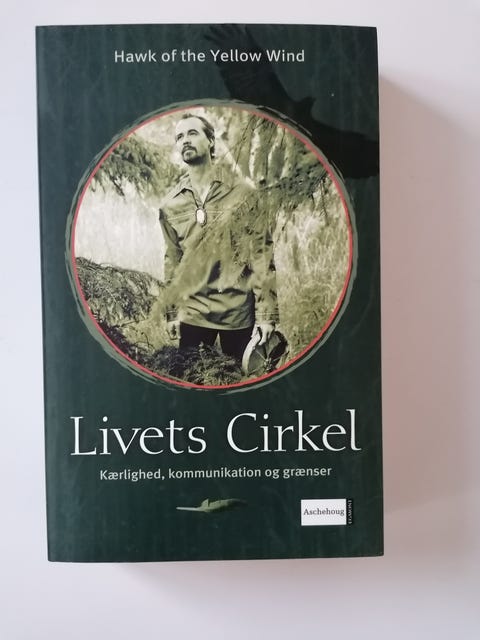 Hawk of the Yellow Wind
Livets Cirkel
Kærlighed, kommunikation og grænser
Aschehoug